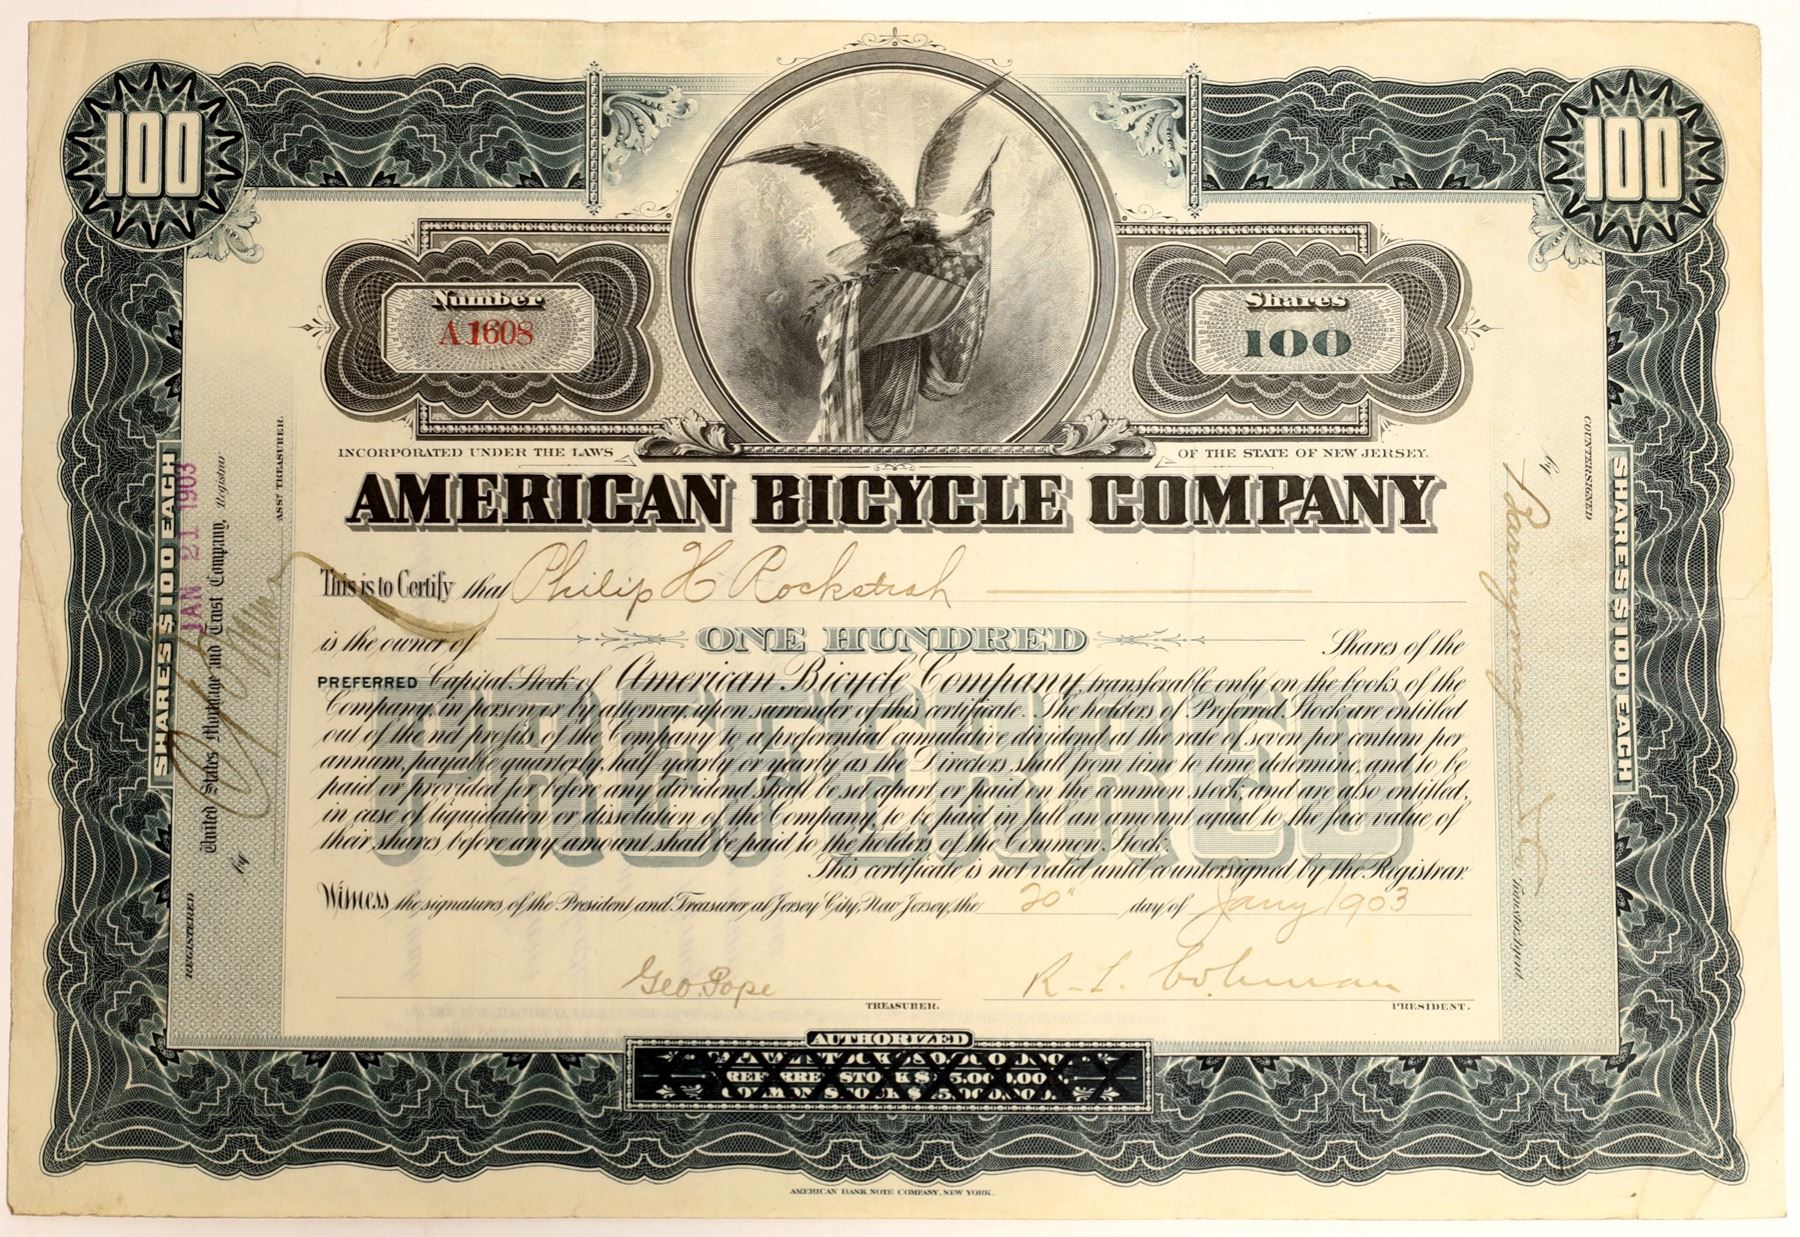 100
100
Number
A 1608
Shares
100
INCORPORATED UNDER THE LAWS OF THE STATE OF NEW JERSEY.
AMERICAN BICYCLE COMPANY
This is to Certify that Philip H Rockstrsh
is the owner of ONE HUNDRED Shares of the
PREFERRED Capital Stock of American Bicycle Company, transferable only on the books of the
Company, in person or by attorney, upon surrender of this certificate. The holders of Preferred Stock are entitled
out of the net profits of the Company to a preferential cumulative dividend at the rate of seven per centum per
annum, payable quarterly, half yearly or yearly as the Directors shall from time to time determine, and to be
paid or provided for before any dividend shall be set apart or paid on the common stock, and are also entitled,
in case of liquidation or dissolution of the Company, to be paid in full an amount equal to the face value of
their shares before any amount shall be paid to the holders of the Common Stock.
PREFERRED
This certificate is not valid until countersigned by the Registrar.
Witness the signatures of the President and Treasurer at Jersey City, New Jersey, the 20" day of Jany 1903
Geo. Pope
TREASURER.
R. L. Coleman
PRESIDENT.
AUTHORIZED
AMERICAN BANK NOTE COMPANY, NEW YORK.
SHARES $100 EACH
JAN 21 1903
REGISTERED
United States Mortgage and Trust Company, Registrar
by
ASST TREASURER.
SHARES $100 EACH
COUNTERSIGNED
by
Transfer Agent.